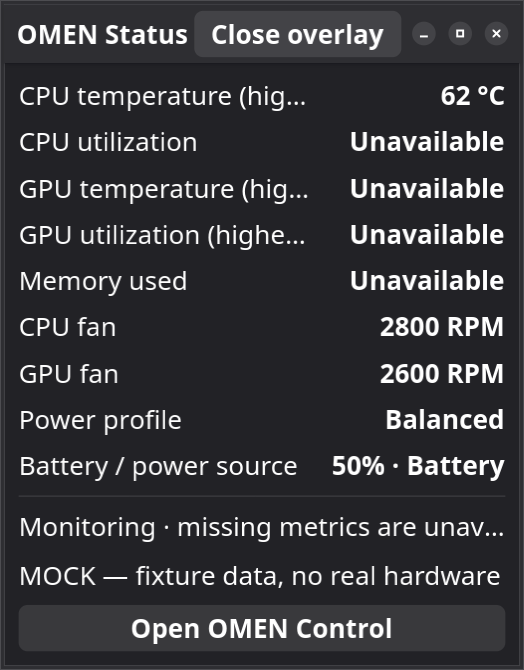 OMEN Status Close overlay
CPU temperature (hig... 62 °C
CPU utilization Unavailable
GPU temperature (hig... Unavailable
GPU utilization (highe... Unavailable
Memory used Unavailable
CPU fan 2800 RPM
GPU fan 2600 RPM
Power profile Balanced
Battery / power source 50% · Battery
Monitoring · missing metrics are unav...
MOCK — fixture data, no real hardware
Open OMEN Control